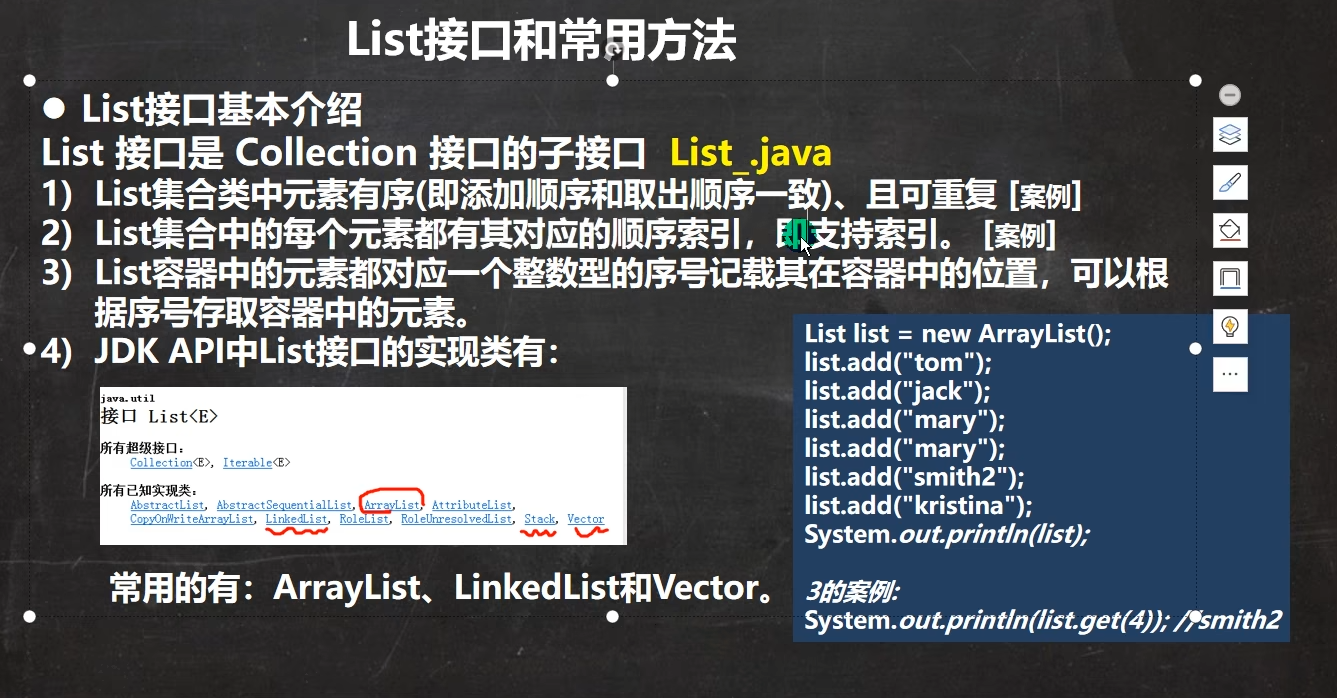 List接口和常用方法
● List接口基本介绍
List 接口是 Collection 接口的子接口 List_.java
1) List集合类中元素有序(即添加顺序和取出顺序一致)、且可重复 [案例]
2) List集合中的每个元素都有其对应的顺序索引，即支持索引。 [案例]
3) List容器中的元素都对应一个整数型的序号记载其在容器中的位置，可以根
据序号存取容器中的元素。
4) JDK API中List接口的实现类有：
java.util
接口 List<E>
所有超级接口：
Collection<E>, Iterable<E>
所有已知实现类：
AbstractList, AbstractSequentialList, ArrayList, AttributeList,
CopyOnWriteArrayList, LinkedList, RoleList, RoleUnresolvedList, Stack, Vector
常用的有：ArrayList、LinkedList和Vector。
List list = new ArrayList();
list.add("tom");
list.add("jack");
list.add("mary");
list.add("mary");
list.add("smith2");
list.add("kristina");
System.out.println(list);
3的案例:
System.out.println(list.get(4)); //smith2